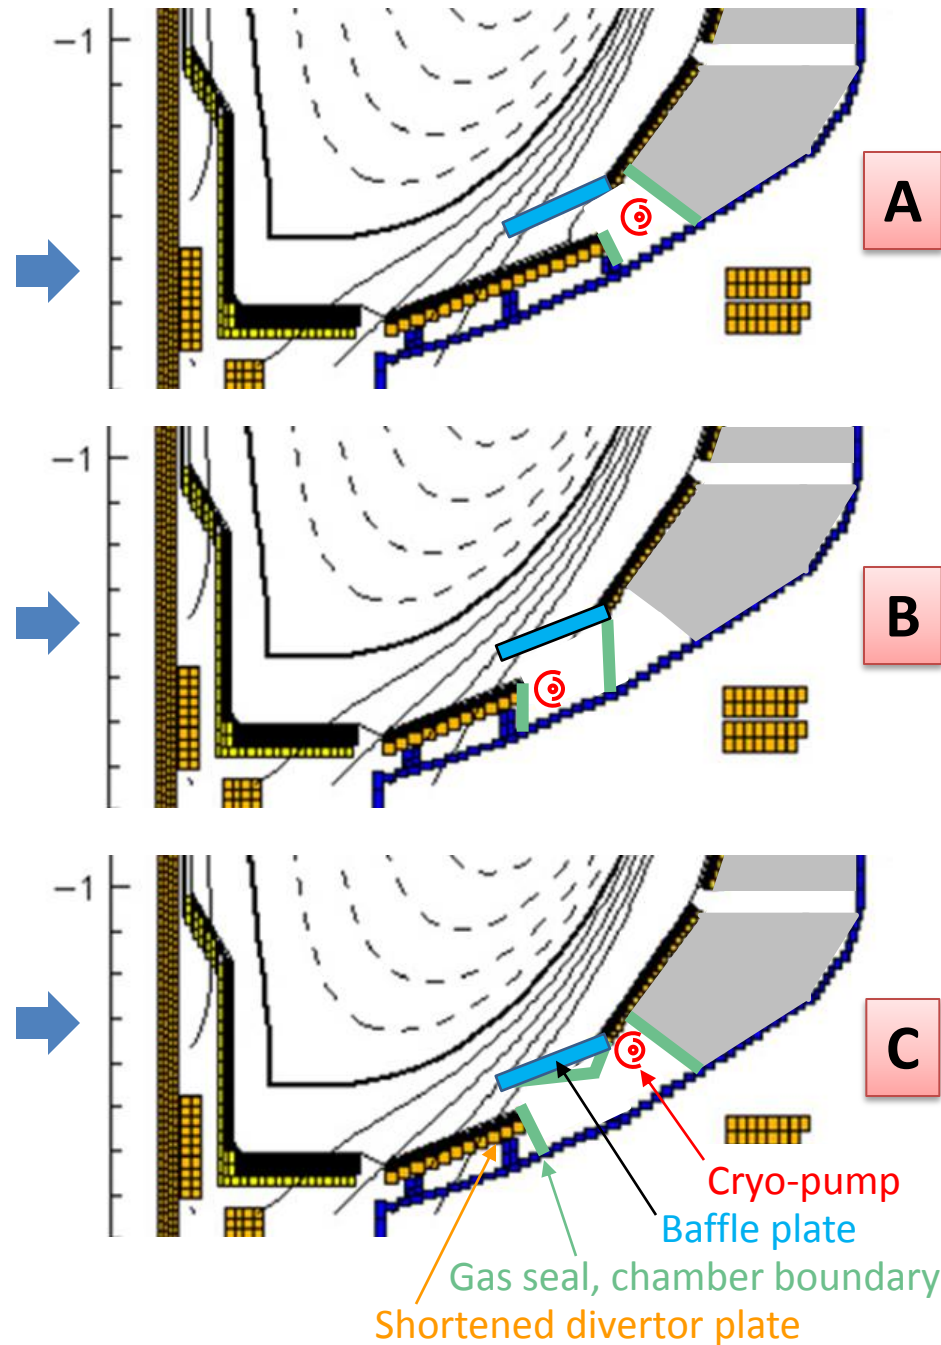 −1
A
−1
B
−1
C
Cryo-pump
Baffle plate
Gas seal, chamber boundary
Shortened divertor plate